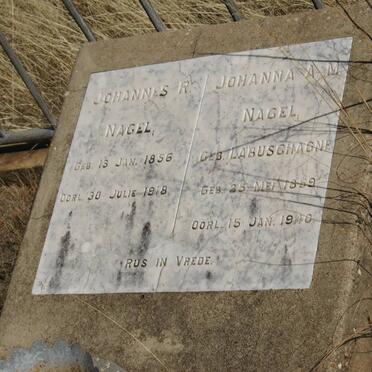 JOHANNES R.
NAGEL,
GEB. 13 JAN. 1856
OORL. 30 JULIE 1918
JOHANNA A. M.
NAGEL,
GEB. LABUSCHAGNE
GEB. 25 MEI 1859
OORL. 15 JAN. 1940
RUS IN VREDE.